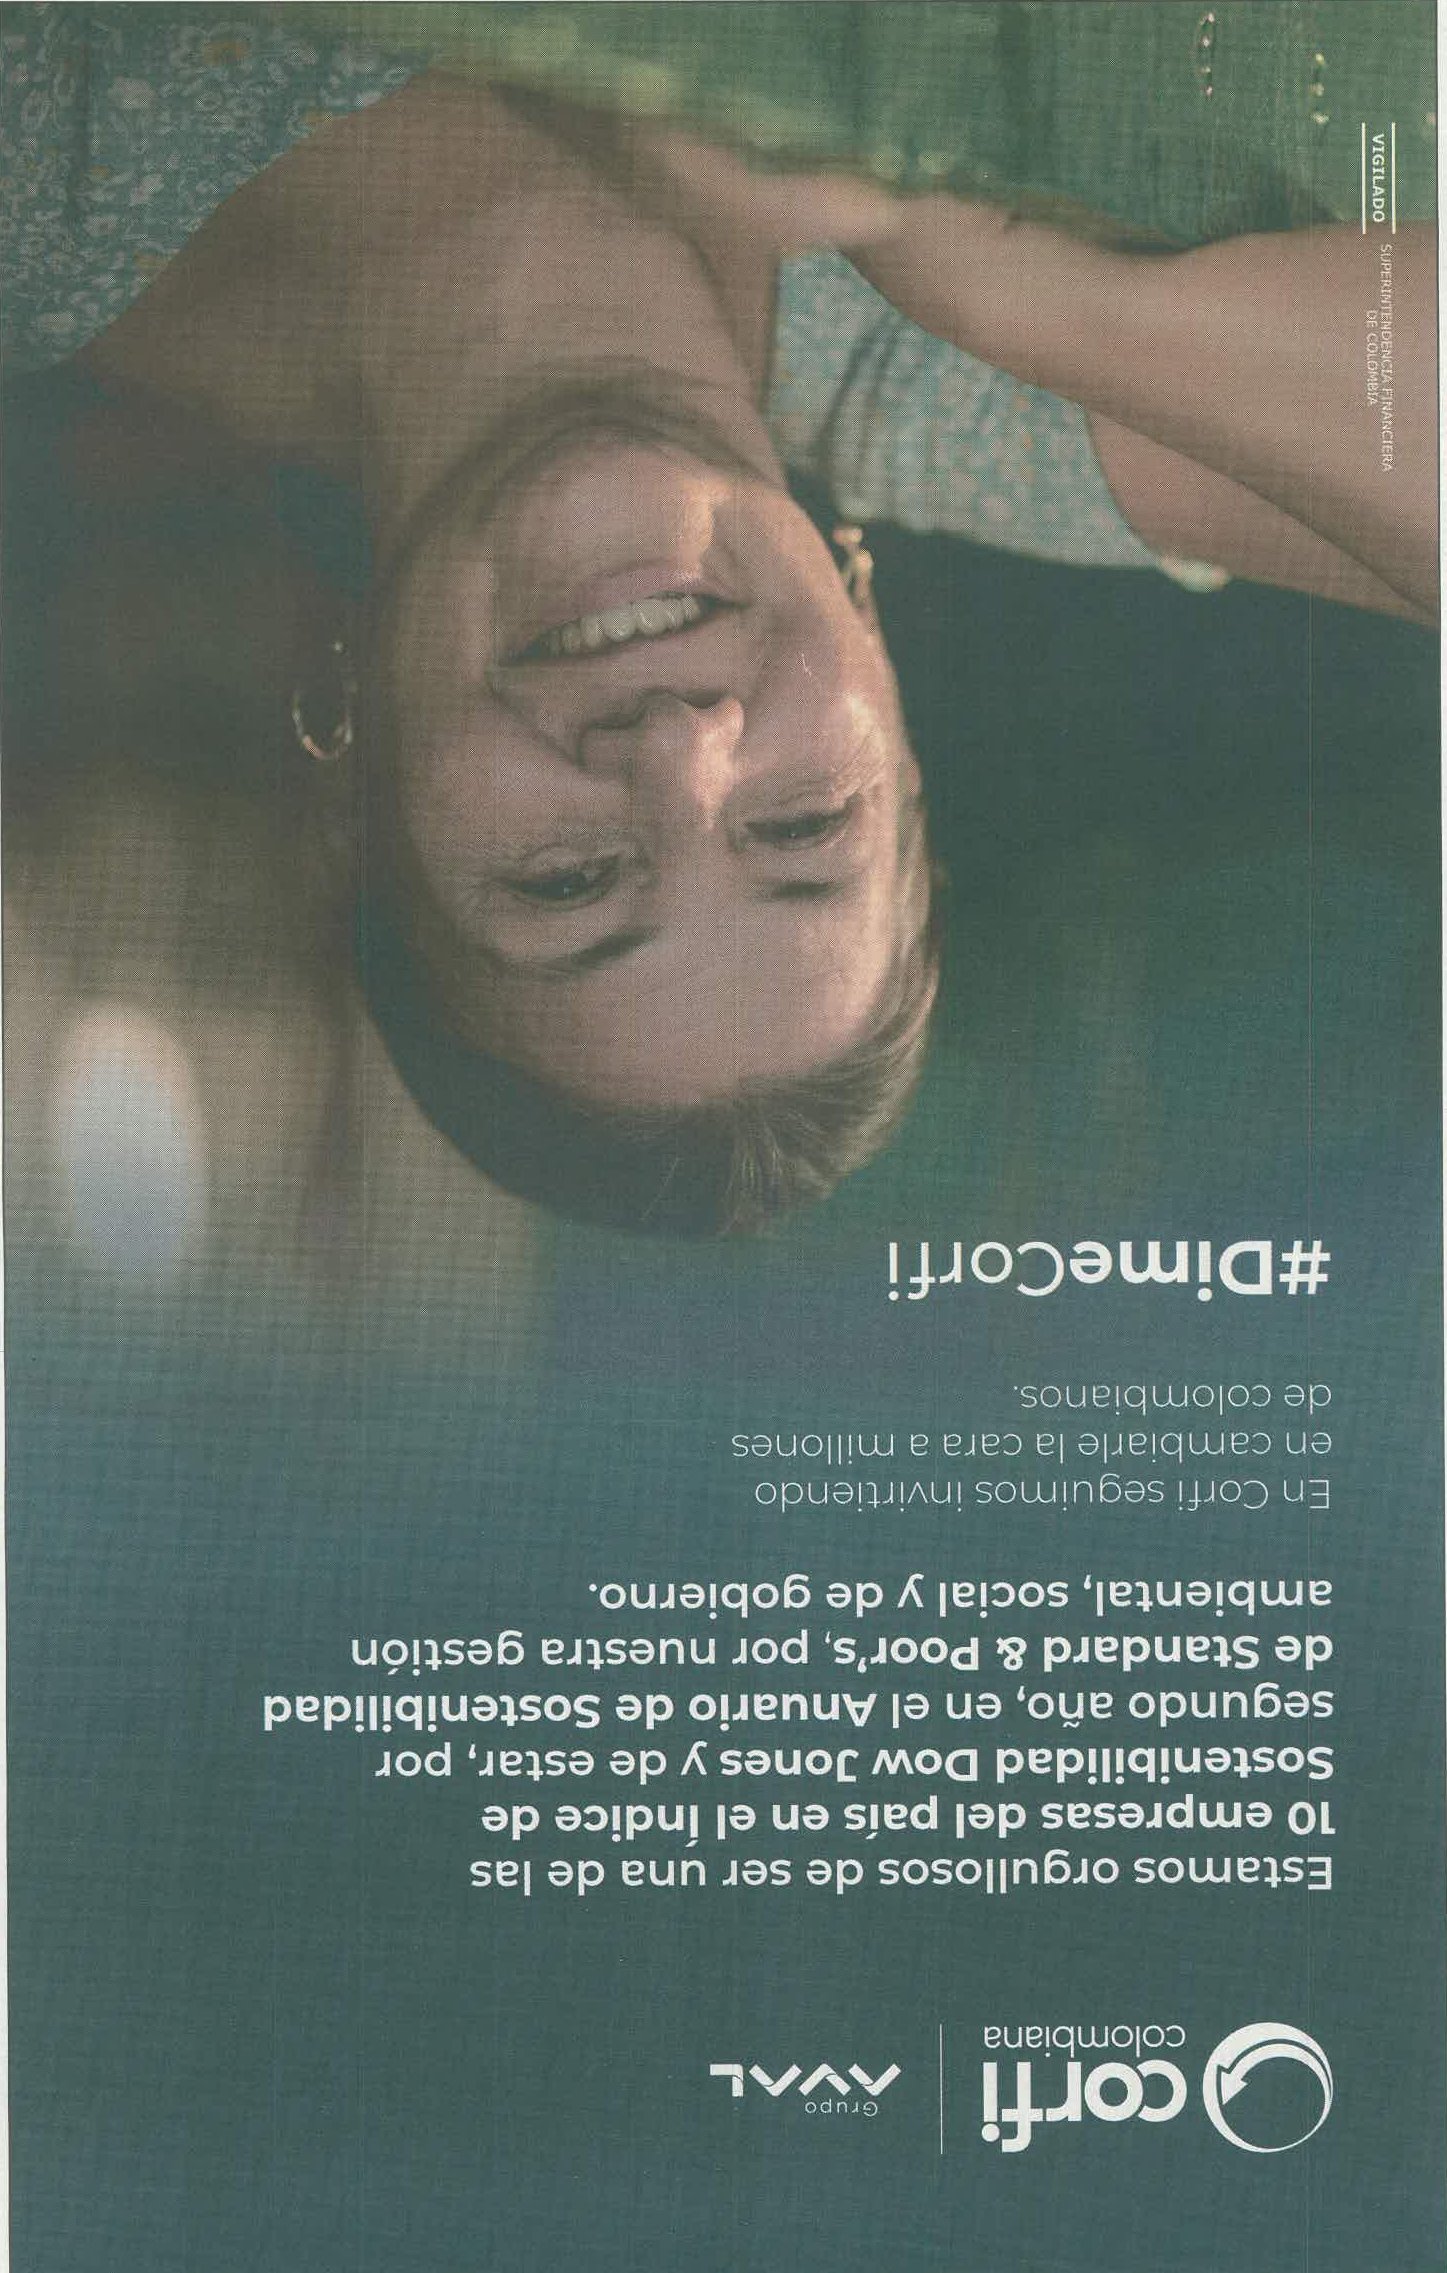 corfi
colombiana
Grupo
AVAL
Estamos orgullosos de ser una de las
10 empresas del país en el Índice de
Sostenibilidad Dow Jones y de estar, por
segundo año, en el Anuario de Sostenibilidad
de Standard & Poor's, por nuestra gestión
ambiental, social y de gobierno.
En Corfi seguimos invirtiendo
en cambiarle la cara a millones
de colombianos.
#DimeCorfi
VIGILADO
SUPERINTENDENCIA FINANCIERA
DE COLOMBIA